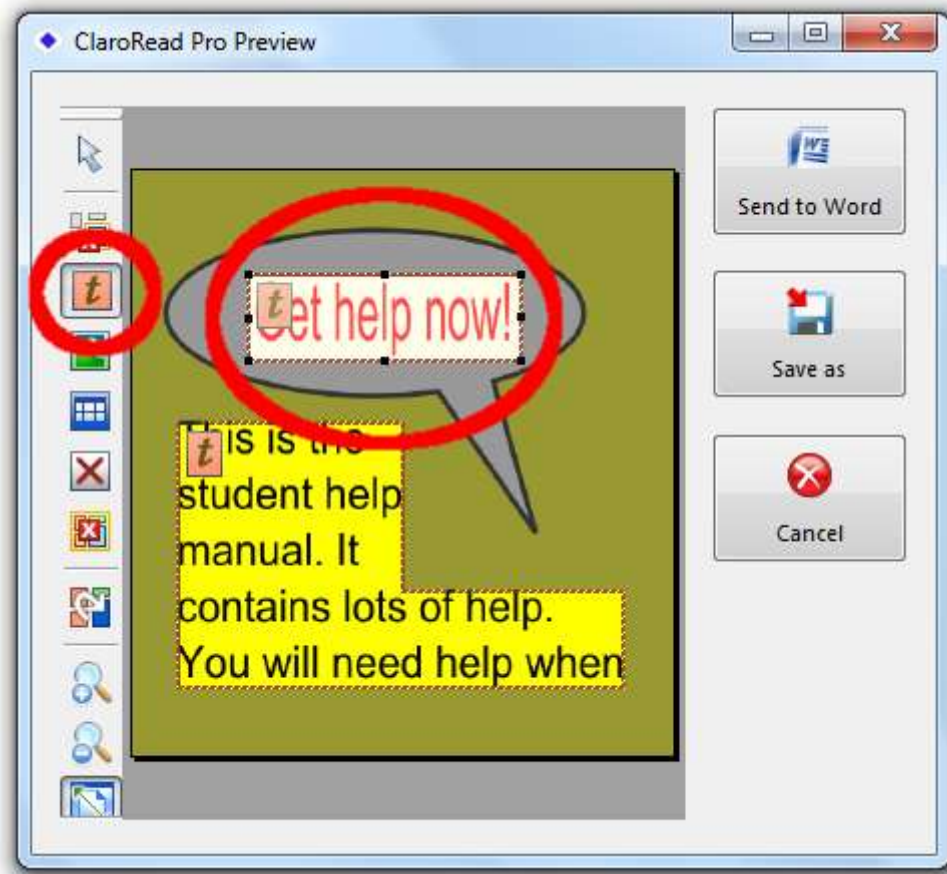 ClaroRead Pro Preview
Send to Word
Save as
Cancel
Get help now!
This is the
student help
manual. It
contains lots of help.
You will need help when